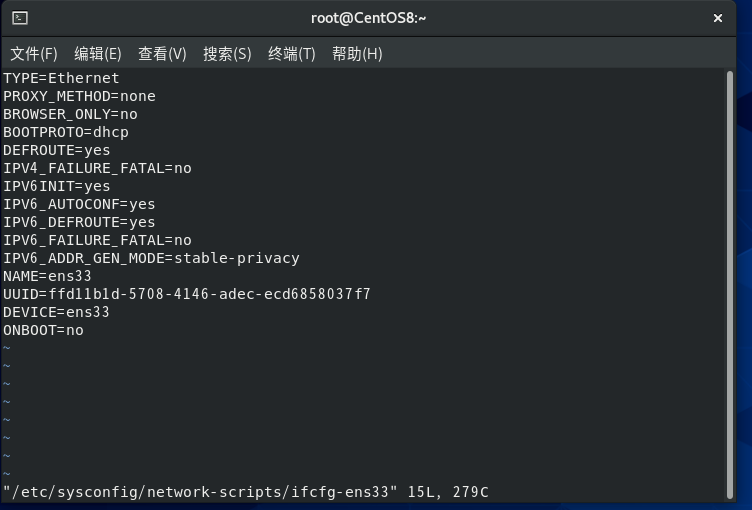 root@CentOS8:~
文件(F) 编辑(E) 查看(V) 搜索(S) 终端(T) 帮助(H)
TYPE=Ethernet
PROXY_METHOD=none
BROWSER_ONLY=no
BOOTPROTO=dhcp
DEFROUTE=yes
IPV4_FAILURE_FATAL=no
IPV6INIT=yes
IPV6_AUTOCONF=yes
IPV6_DEFROUTE=yes
IPV6_FAILURE_FATAL=no
IPV6_ADDR_GEN_MODE=stable-privacy
NAME=ens33
UUID=ffd11b1d-5708-4146-adec-ecd6858037f7
DEVICE=ens33
ONBOOT=no
~
~
~
~
~
~
~
~
"/etc/sysconfig/network-scripts/ifcfg-ens33" 15L, 279C